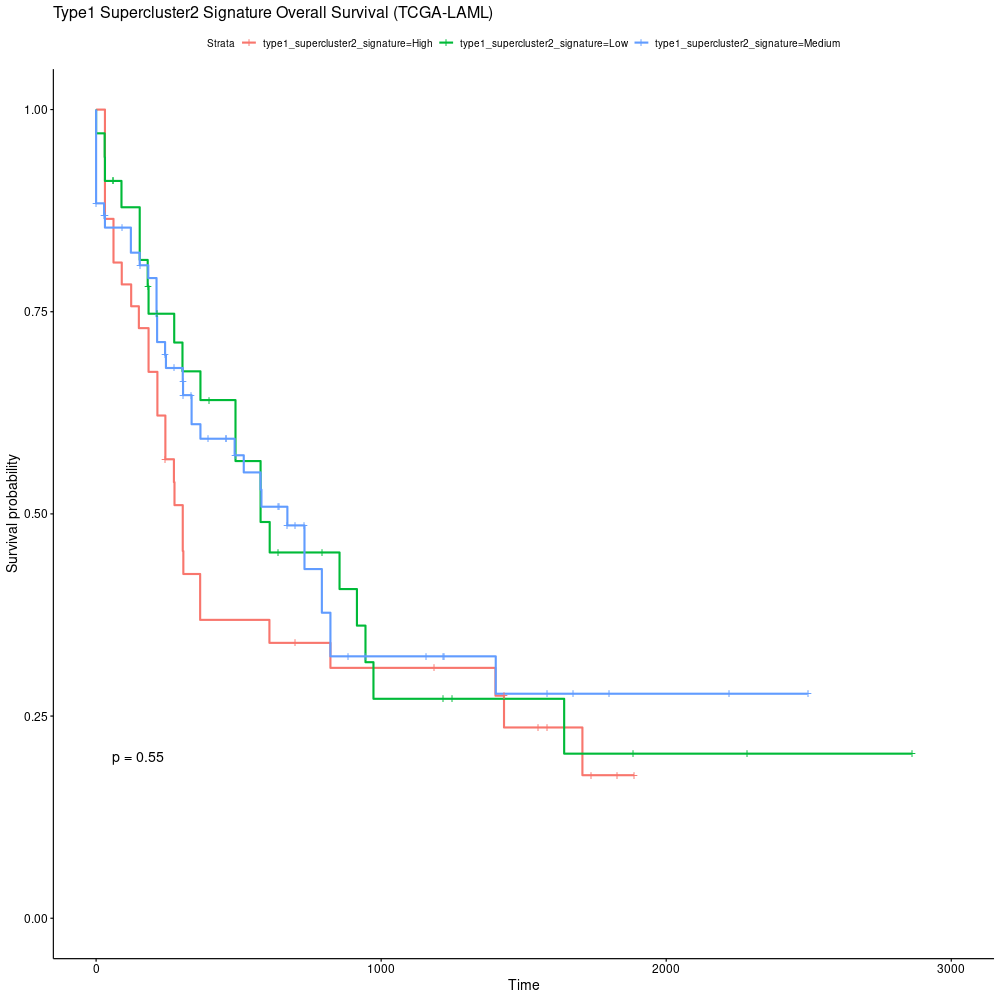 Type1 Supercluster2 Signature Overall Survival (TCGA-LAML)
Strata type1_supercluster2_signature=High type1_supercluster2_signature=Low type1_supercluster2_signature=Medium
1.00
0.75
0.50
0.25
0.00
Survival probability
p = 0.55
0 1000 2000 3000
Time